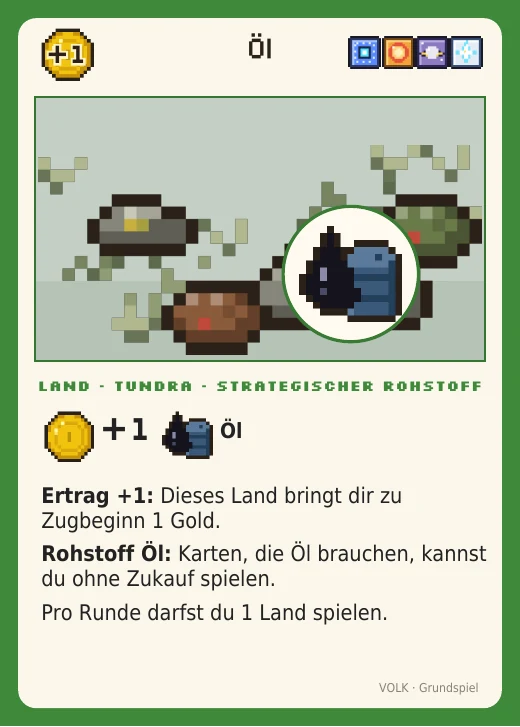 +1
Öl
LAND · TUNDRA · STRATEGISCHER ROHSTOFF
+1 Öl
Ertrag +1: Dieses Land bringt dir zu
Zugbeginn 1 Gold.
Rohstoff Öl: Karten, die Öl brauchen, kannst
du ohne Zukauf spielen.
Pro Runde darfst du 1 Land spielen.
VOLK · Grundspiel